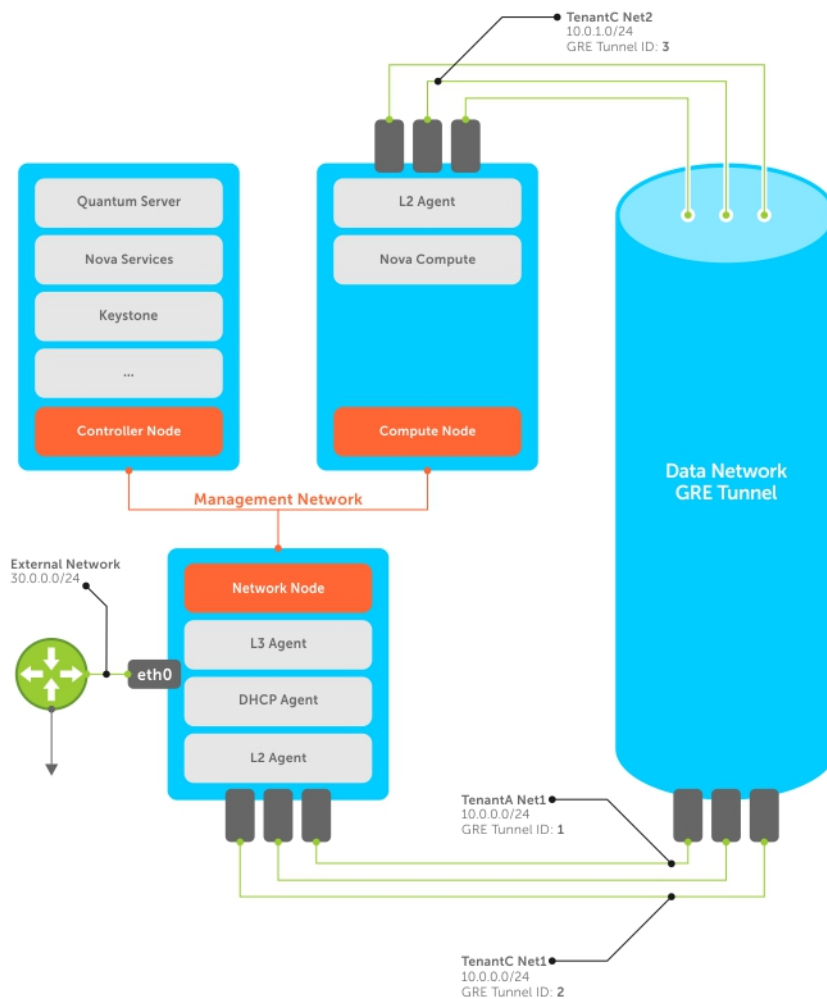 TenantC Net2
10.0.1.0/24
GRE Tunnel ID: 3
Quantum Server
Nova Services
Keystone
...
Controller Node
L2 Agent
Nova Compute
Compute Node
Data Network
GRE Tunnel
Management Network
External Network
30.0.0.0/24
eth0
Network Node
L3 Agent
DHCP Agent
L2 Agent
TenantA Net1
10.0.0.0/24
GRE Tunnel ID: 1
TenantC Net1
10.0.0.0/24
GRE Tunnel ID: 2